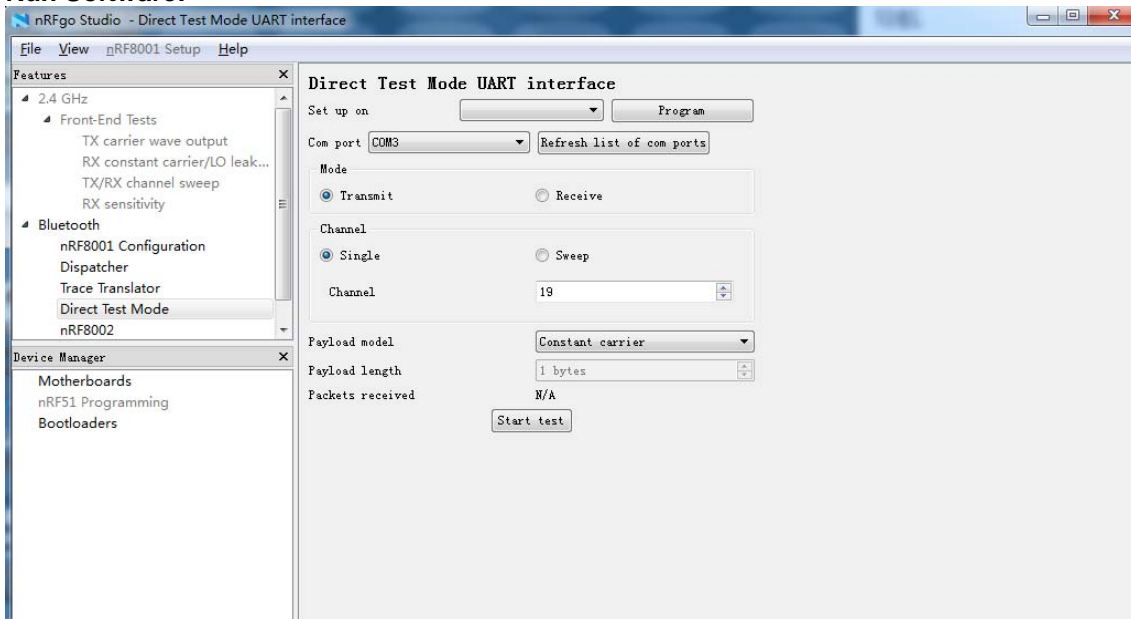 Run Software:
nRFgo Studio - Direct Test Mode UART interface
File View nRF8001 Setup Help
Features
2.4 GHz
Front-End Tests
TX carrier wave output
RX constant carrier/LO leak...
TX/RX channel sweep
RX sensitivity
Bluetooth
nRF8001 Configuration
Dispatcher
Trace Translator
Direct Test Mode
nRF8002
Device Manager
Motherboards
nRF51 Programming
Bootloaders
Direct Test Mode UART interface
Set up on Program
Com port COM3 Refresh list of com ports
Mode
Transmit Receive
Channel
Single Sweep
Channel 19
Payload model Constant carrier
Payload length 1 bytes
Packets received N/A
Start test